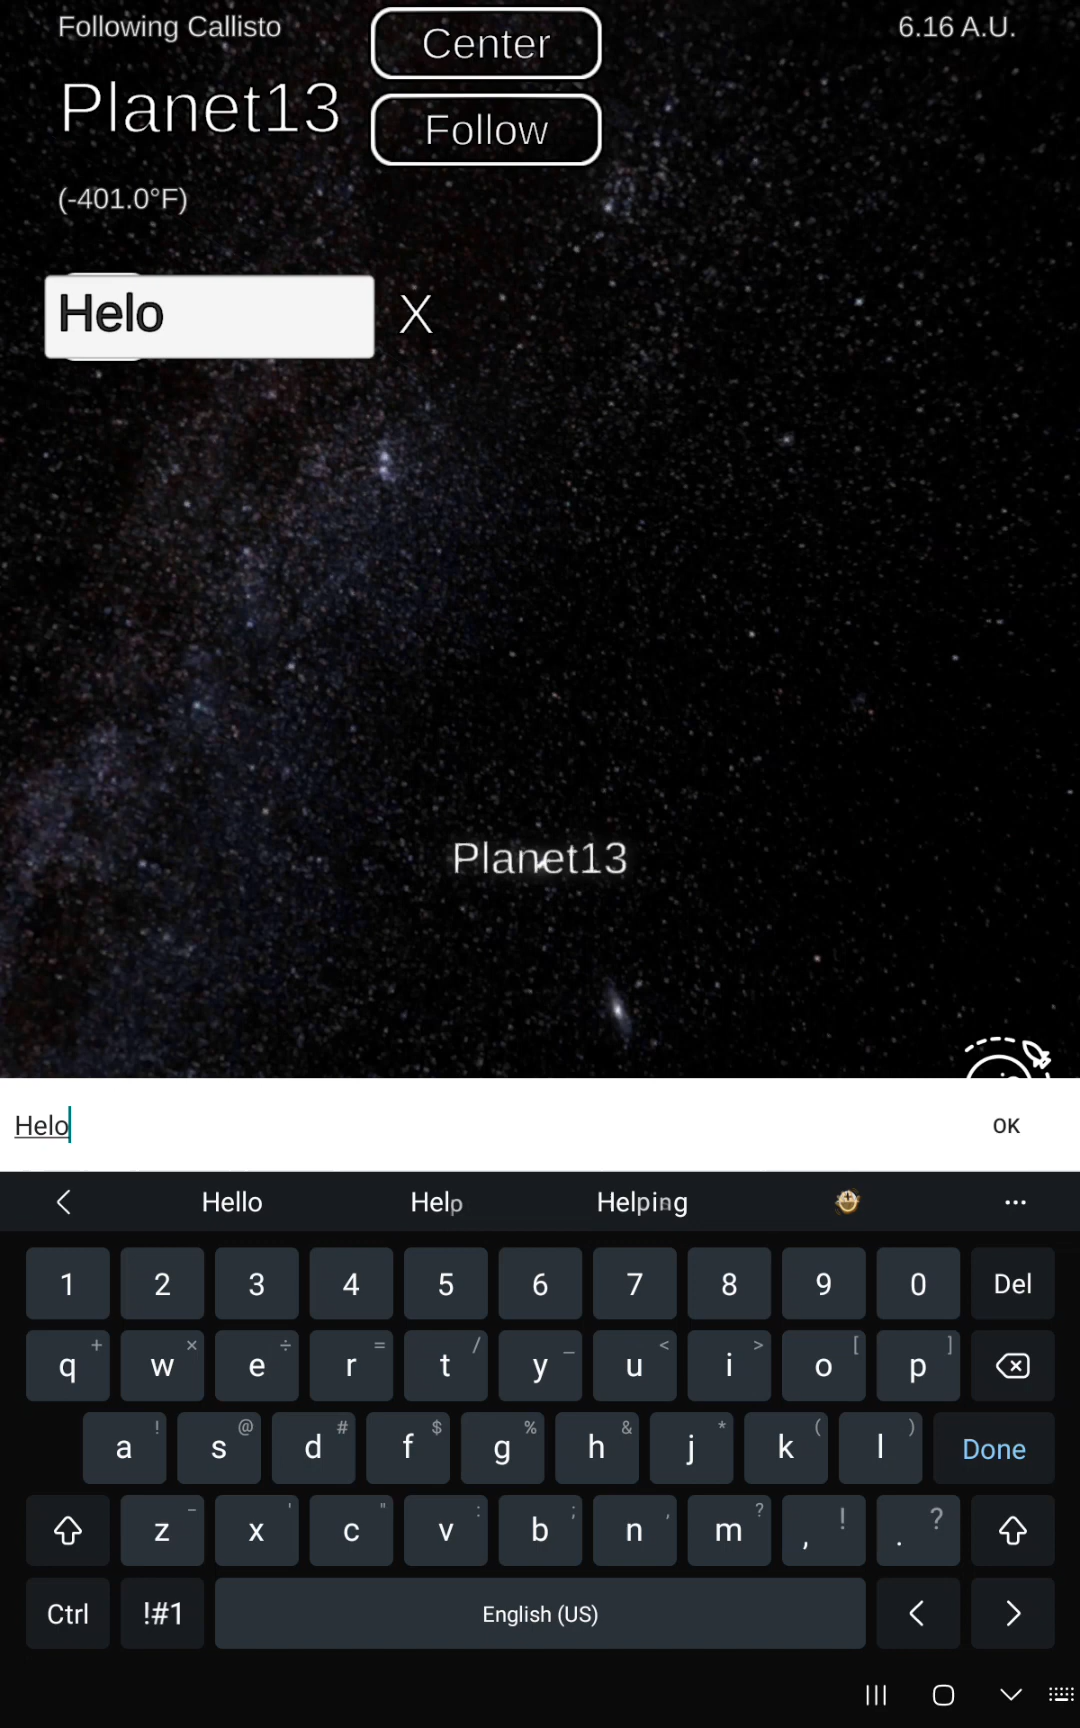 Following Callisto
6.16 A.U.
Center
Planet13
Follow
(-401.0°F)
Helo X
Planet13
Helo OK
Hello Help Helping
1 2 3 4 5 6 7 8 9 0 Del
q + w × e ÷ r = t / y _ u < i > o [ p ]
a ! s @ d # f $ g % h & j * k ( l ) Done
z - x ' c " v : b ; n , m ? , ! . ?
Ctrl !#1 English (US) < >